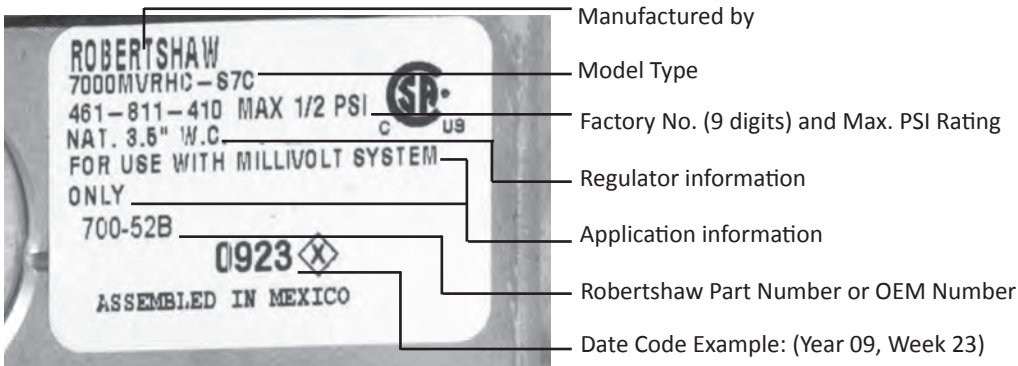 Manufactured by
ROBERTSHAW
7000MVRHC-S7C
Model Type
461-811-410 MAX 1/2 PSI
C SA US
Factory No. (9 digits) and Max. PSI Rating
NAT. 3.5" W.C.
Regulator information
FOR USE WITH MILLIVOLT SYSTEM
ONLY
Application information
700-52B
Robertshaw Part Number or OEM Number
0923 X
Date Code Example: (Year 09, Week 23)
ASSEMBLED IN MEXICO